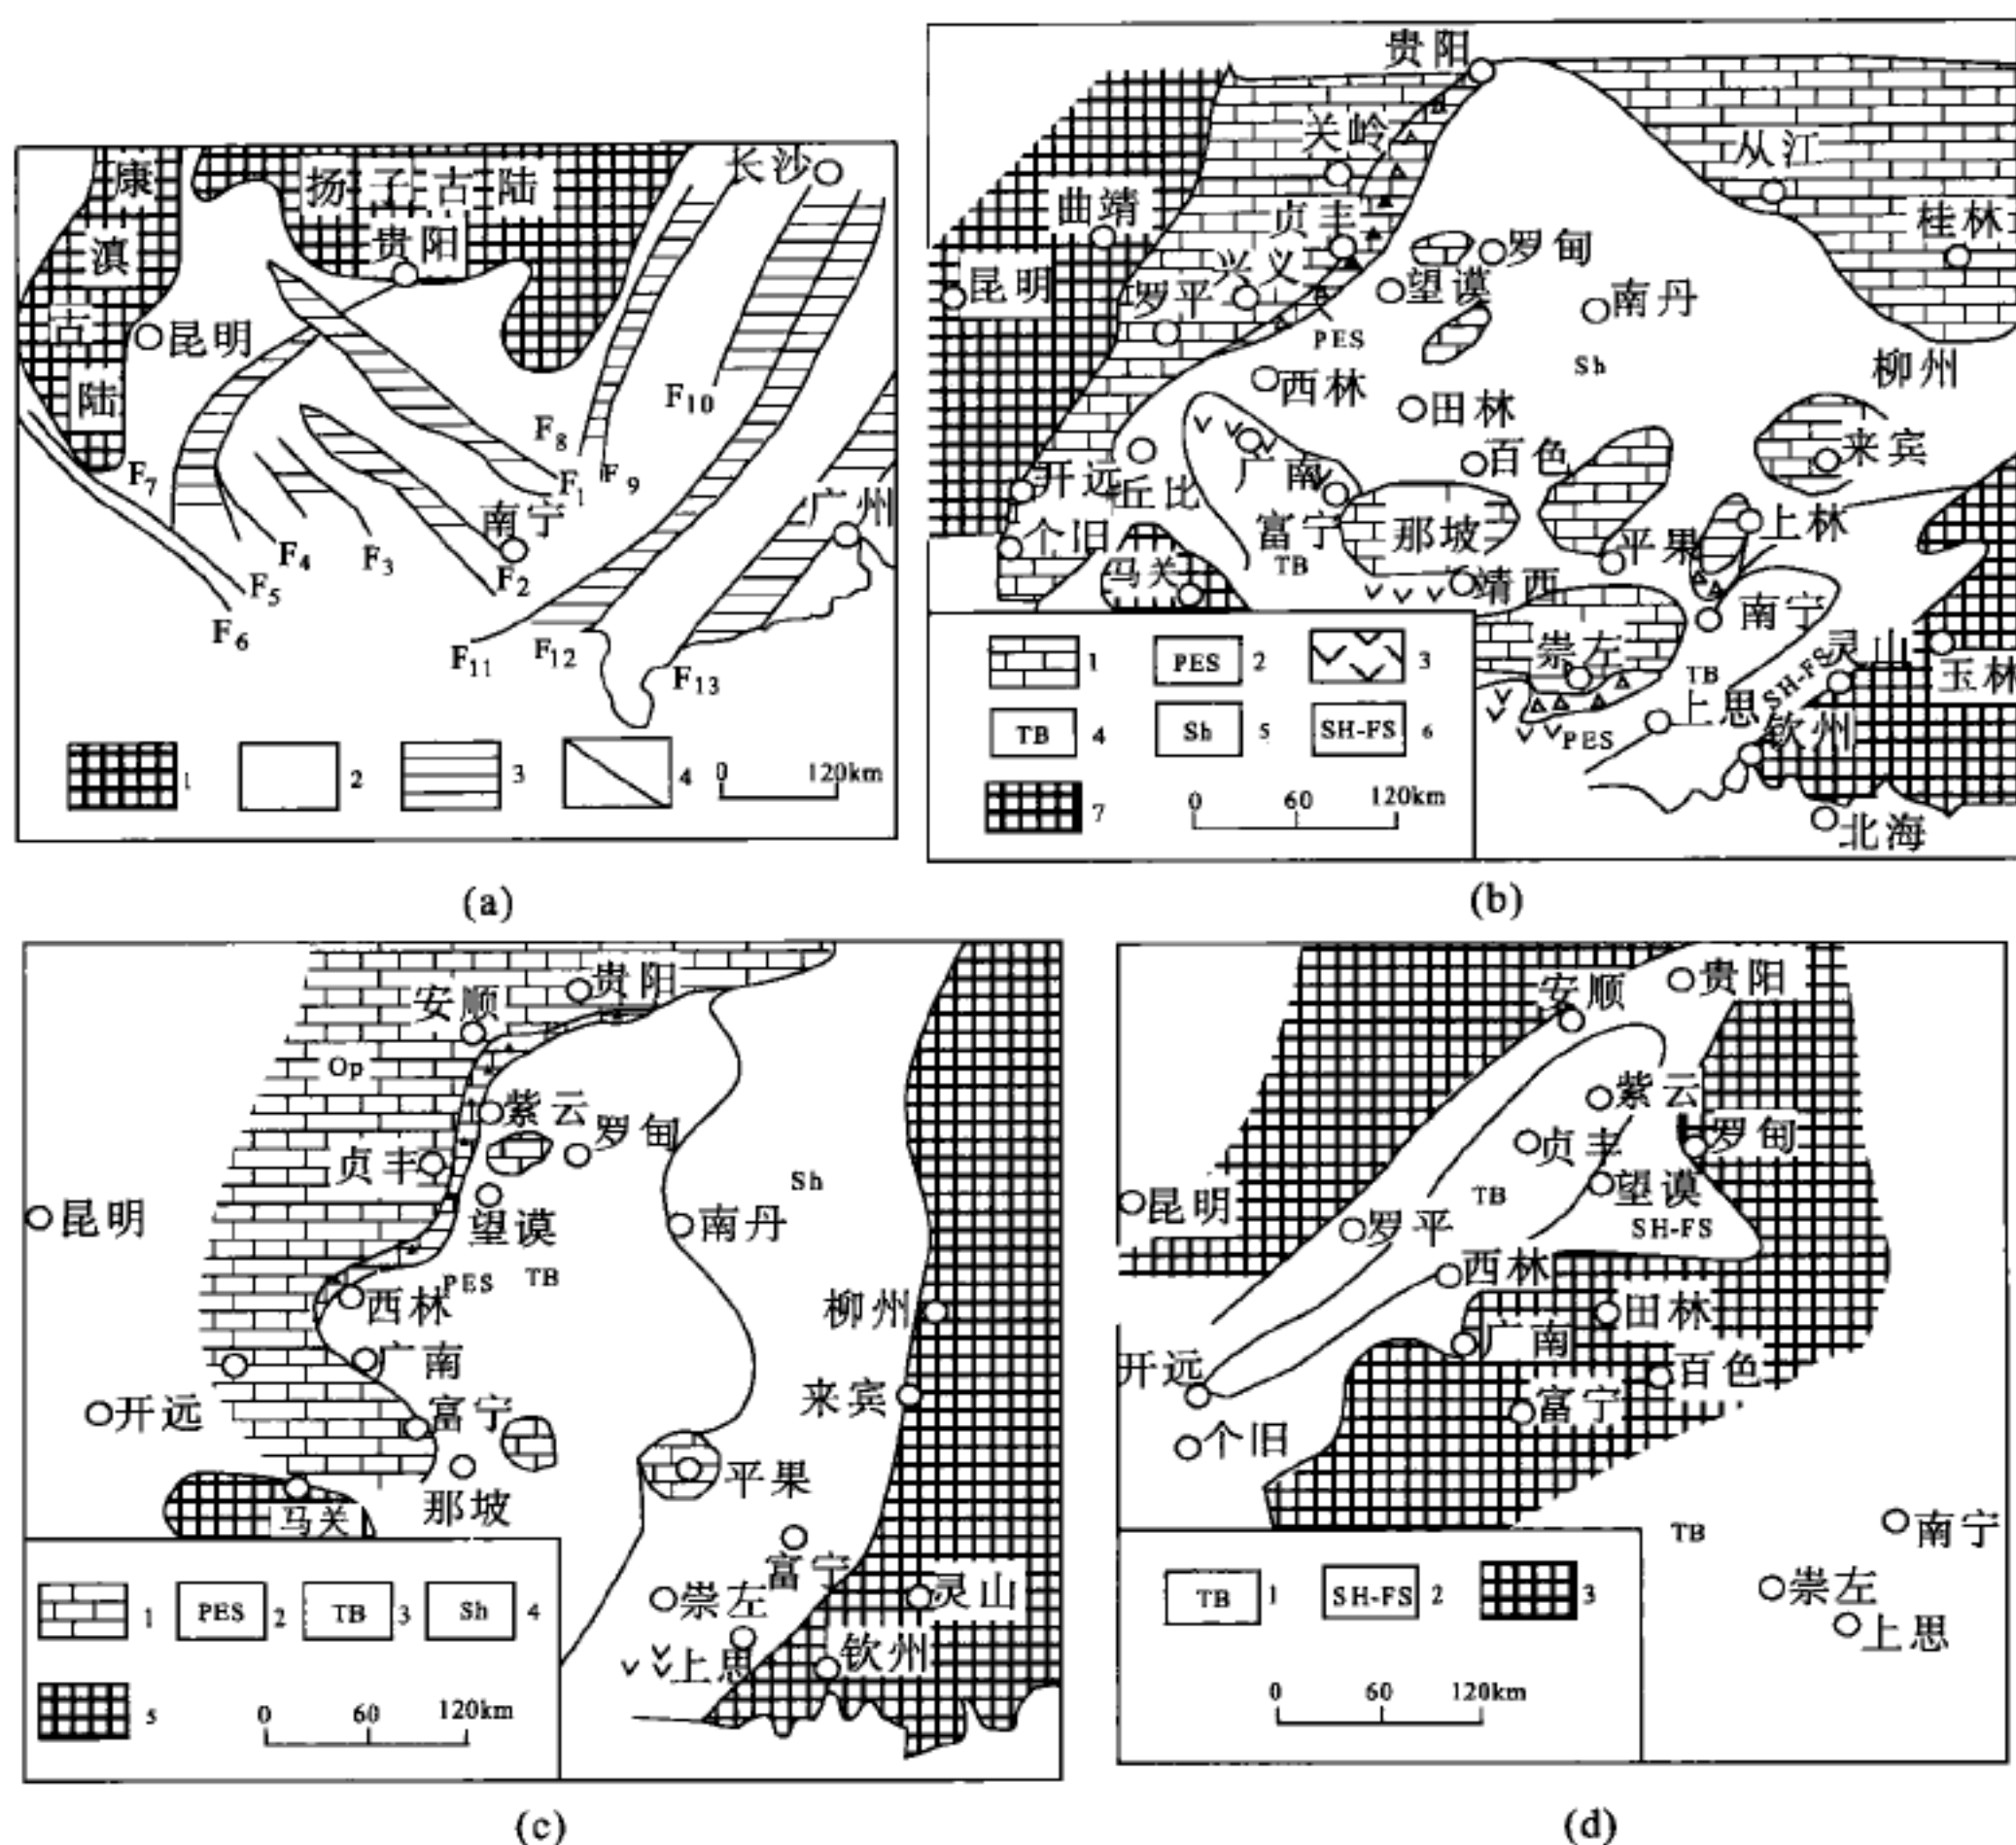 康
滇
古
陆
扬子古陆
贵阳
长沙
昆明
南宁
广州
F1
F2
F3
F4
F5
F6
F7
F8
F9
F10
F11
F12
F13
1
2
3
4
0 120km
(a)
贵阳
关岭
从江
曲靖
贞丰
桂林
昆明
罗平
兴义
望谟
罗甸
南丹
PES
Sh
柳州
西林
田林
开远
丘比
广南
百色
来宾
个旧
富宁
那坡
平果
上林
马关
TB
靖西
南宁
崇左
TB
SH-FS
灵山
玉林
上思
PES
钦州
北海
1
PES 2
3
TB 4
Sh 5
SH-FS 6
7
0 60 120km
(b)
贵阳
安顺
Op
紫云
罗甸
贞丰
Sh
昆明
望谟
南丹
PES
TB
西林
柳州
广南
开远
富宁
来宾
马关
那坡
平果
富宁
崇左
灵山
上思
钦州
1
PES 2
TB 3
Sh 4
5
0 60 120km
(c)
安顺
贵阳
紫云
贞丰
罗甸
昆明
罗平
TB
望谟
SH-FS
西林
田林
广南
开远
百色
富宁
个旧
TB
南宁
崇左
上思
TB 1
SH-FS 2
3
0 60 120km
(d)